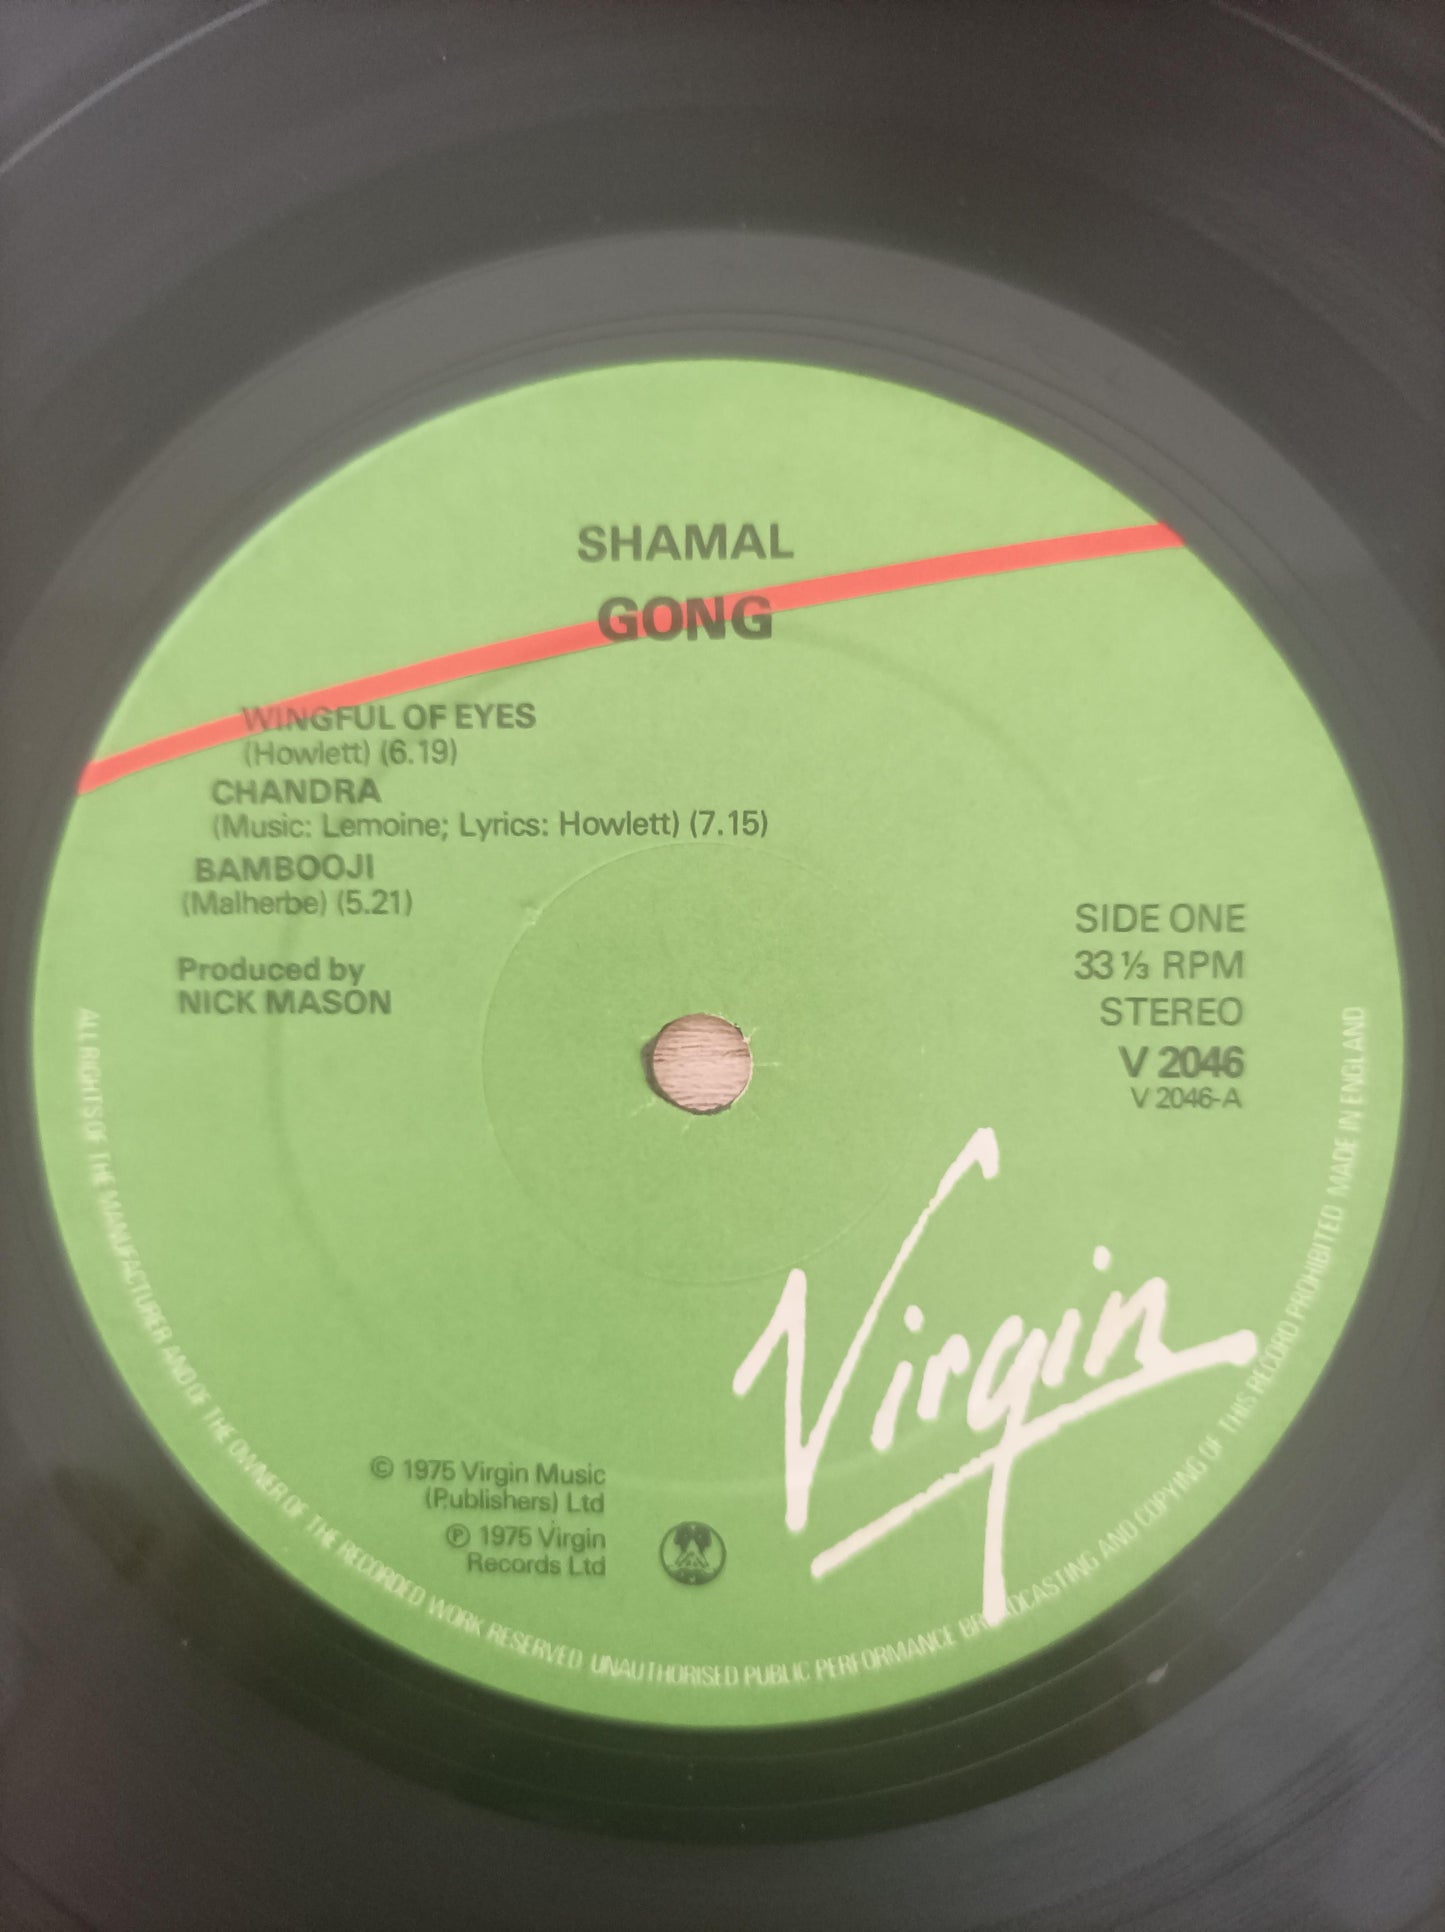 SHAMAL
GONG
WINGFUL OF EYES
(Howlett) (6.19)
CHANDRA
(Music: Lemoine; Lyrics: Howlett) (7.15)
BAMBOOJI
(Malherbe) (5.21)
Produced by
NICK MASON
SIDE ONE
33 ⅓ RPM
STEREO
V 2046
V 2046-A
Virgin
© 1975 Virgin Music
(Publishers) Ltd
℗ 1975 Virgin
Records Ltd
ALL RIGHTS OF THE MANUFACTURER AND OF THE OWNER OF THE RECORDED WORK RESERVED UNAUTHORISED PUBLIC PERFORMANCE BROADCASTING AND COPYING OF THIS RECORD PROHIBITED MADE IN ENGLAND